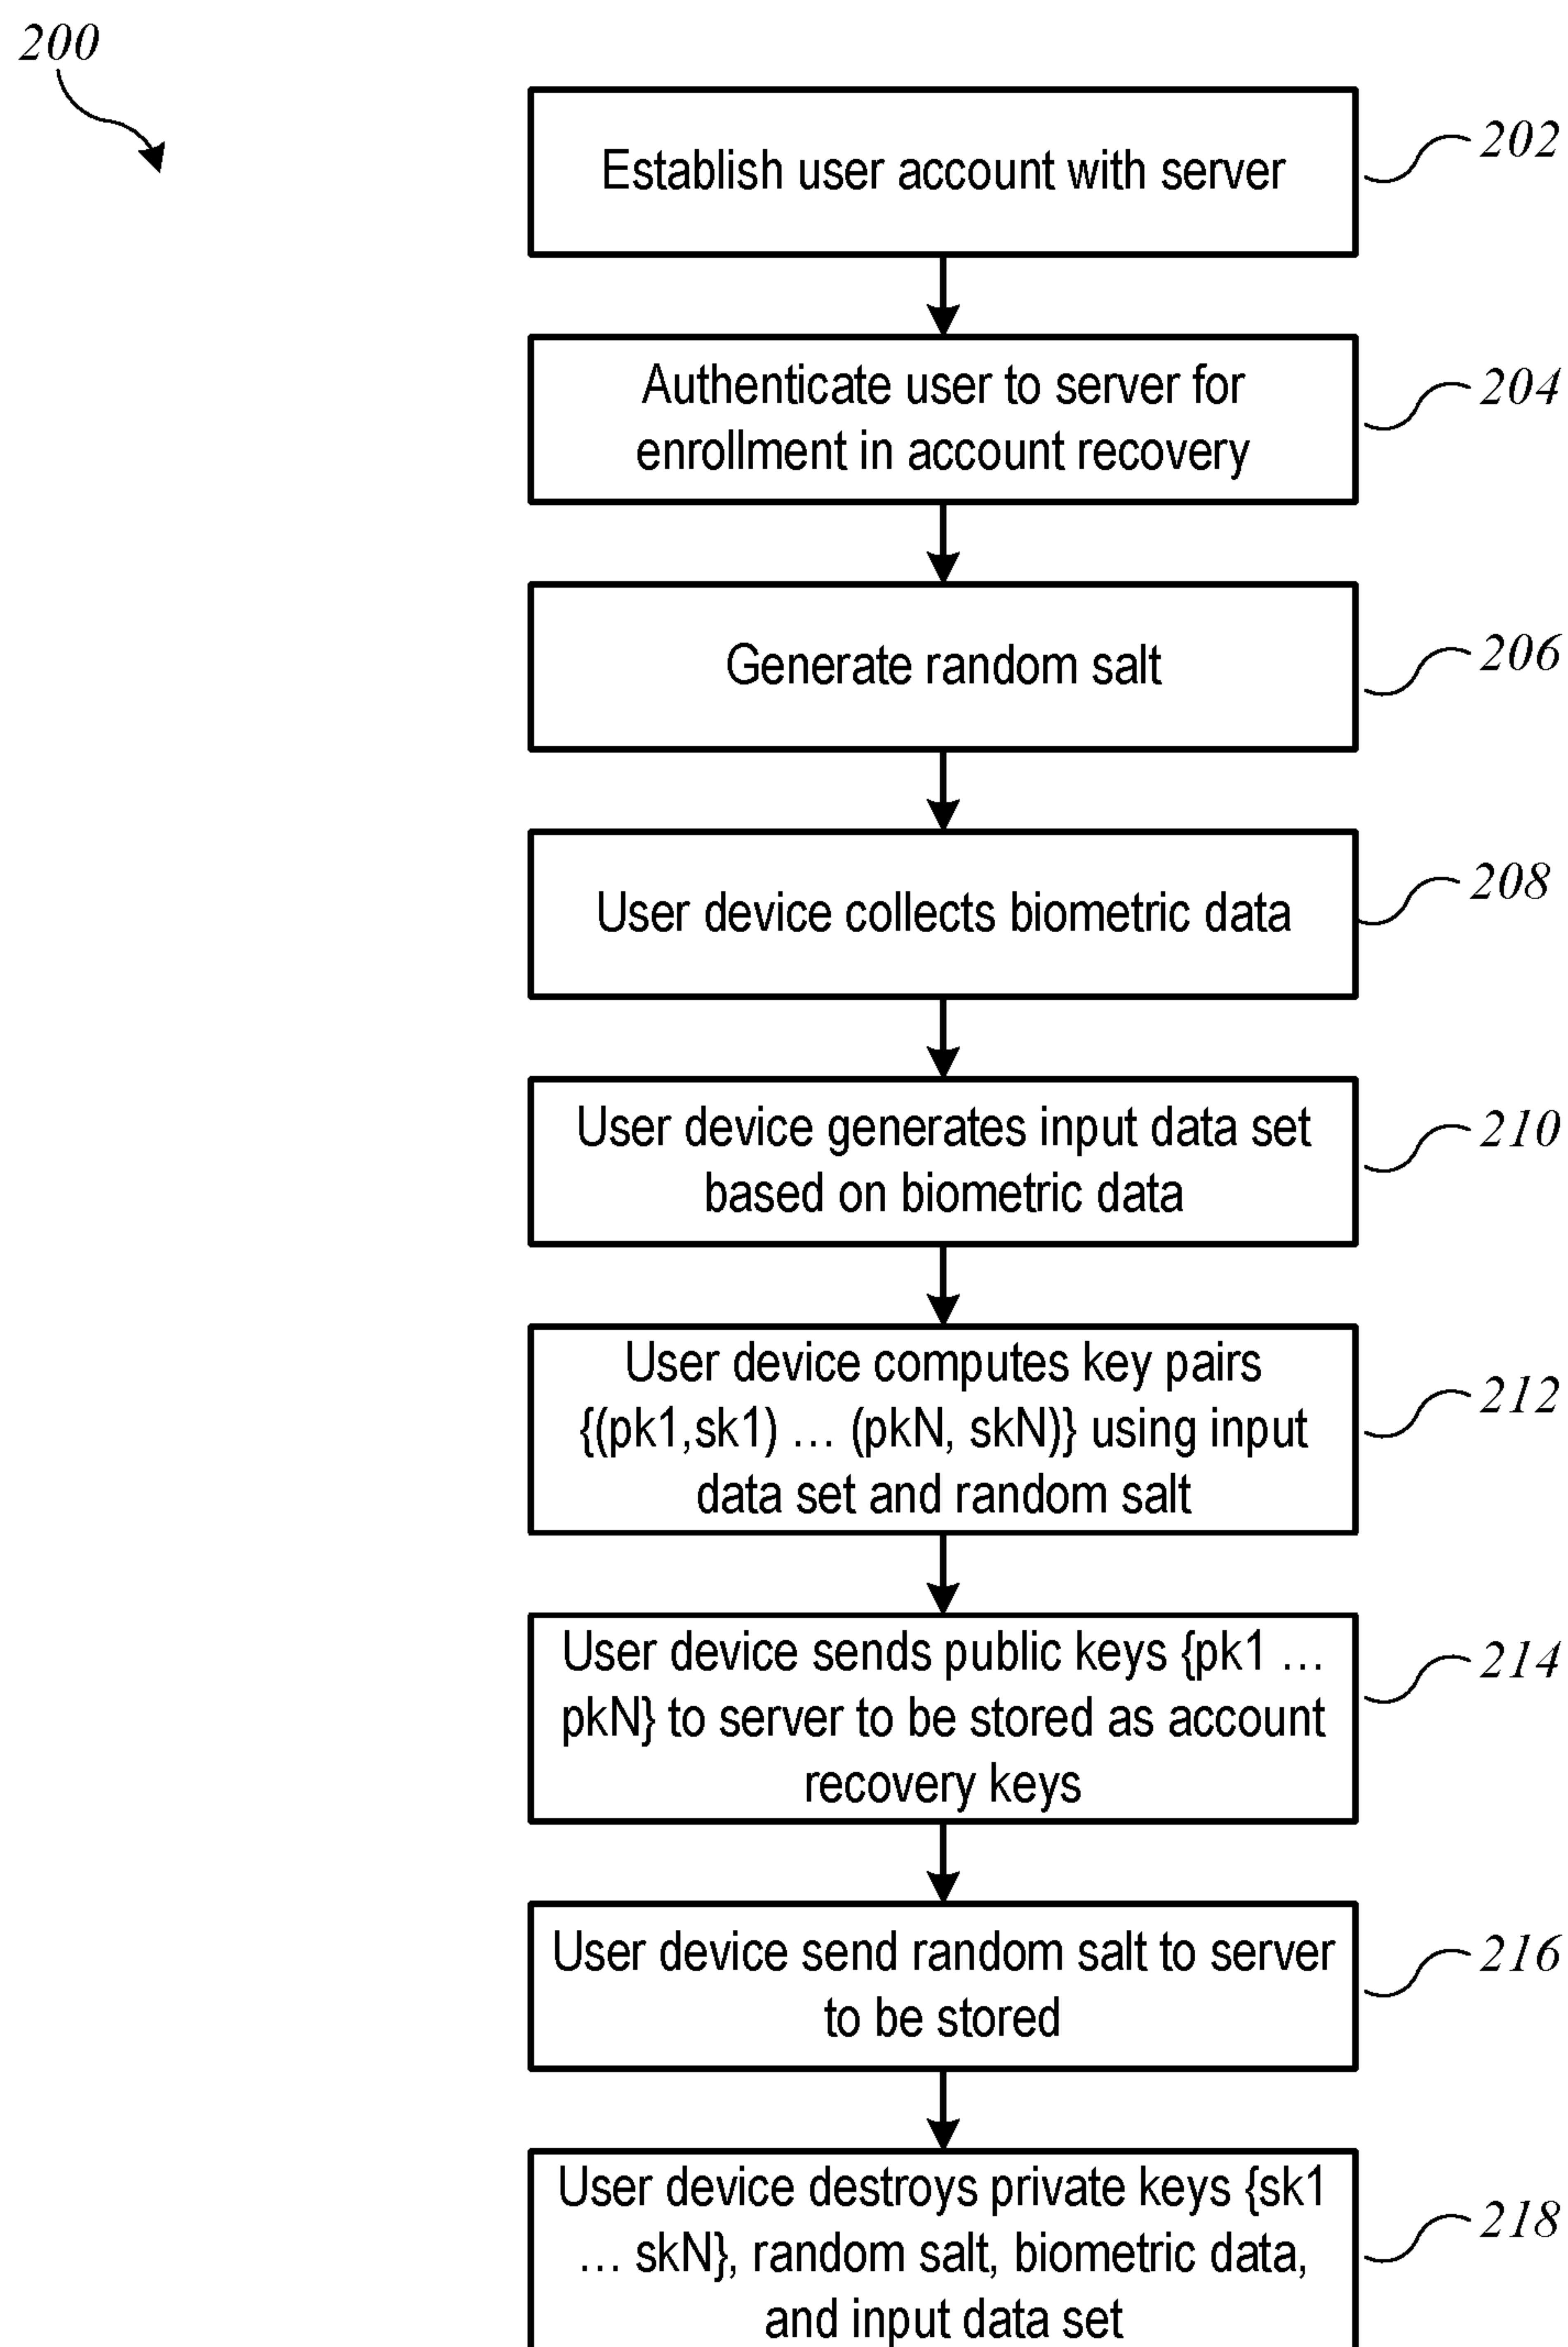 200
Establish user account with server
202
Authenticate user to server for
enrollment in account recovery
204
Generate random salt
206
User device collects biometric data
208
User device generates input data set
based on biometric data
210
User device computes key pairs
{(pk1,sk1) … (pkN, skN)} using input
data set and random salt
212
User device sends public keys {pk1 …
pkN} to server to be stored as account
recovery keys
214
User device send random salt to server
to be stored
216
User device destroys private keys {sk1
… skN}, random salt, biometric data,
and input data set
218